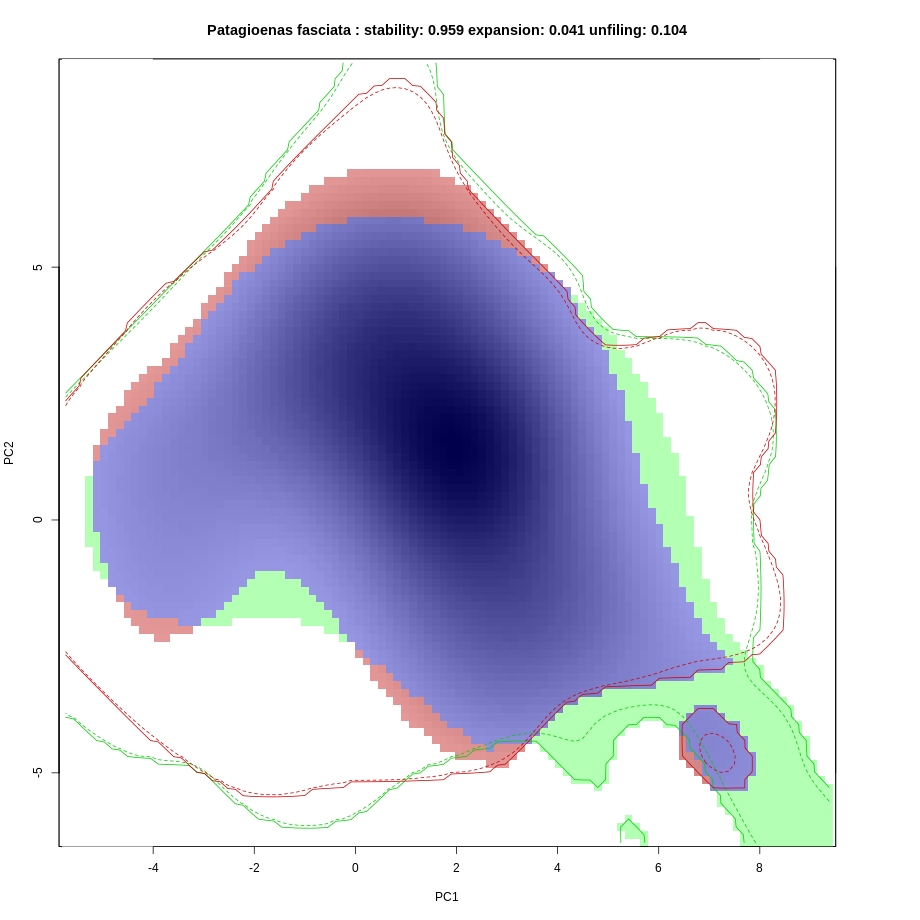 Patagioenas fasciata : stability: 0.959 expansion: 0.041 unfiling: 0.104
5
0
-5
PC2
-4 -2 0 2 4 6 8
PC1